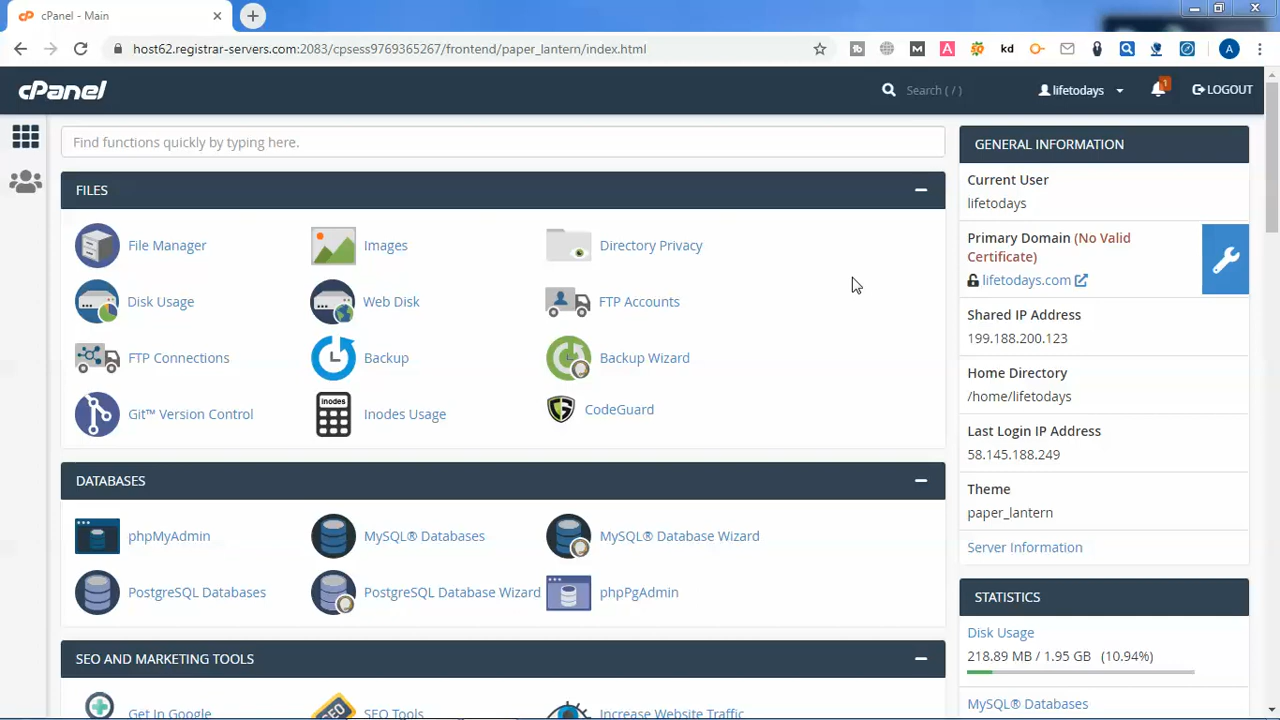 cPanel - Main
host62.registrar-servers.com:2083/cpsess9769365267/frontend/paper_lantern/index.html
M
A
kd
A
cPanel
Search ( / )
lifetodays
1
LOGOUT
Find functions quickly by typing here.
FILES
File Manager
Images
Directory Privacy
Disk Usage
Web Disk
FTP Accounts
FTP Connections
Backup
Backup Wizard
Git™ Version Control
inodes
Inodes Usage
CodeGuard
DATABASES
phpMyAdmin
MySQL® Databases
MySQL® Database Wizard
PostgreSQL Databases
PostgreSQL Database Wizard
phpPgAdmin
SEO AND MARKETING TOOLS
Get In Google
SEO
SEO Tools
Increase Website Traffic
GENERAL INFORMATION
Current User
lifetodays
Primary Domain (No Valid
Certificate)
lifetodays.com
Shared IP Address
199.188.200.123
Home Directory
/home/lifetodays
Last Login IP Address
58.145.188.249
Theme
paper_lantern
Server Information
STATISTICS
Disk Usage
218.89 MB / 1.95 GB (10.94%)
MySQL® Databases